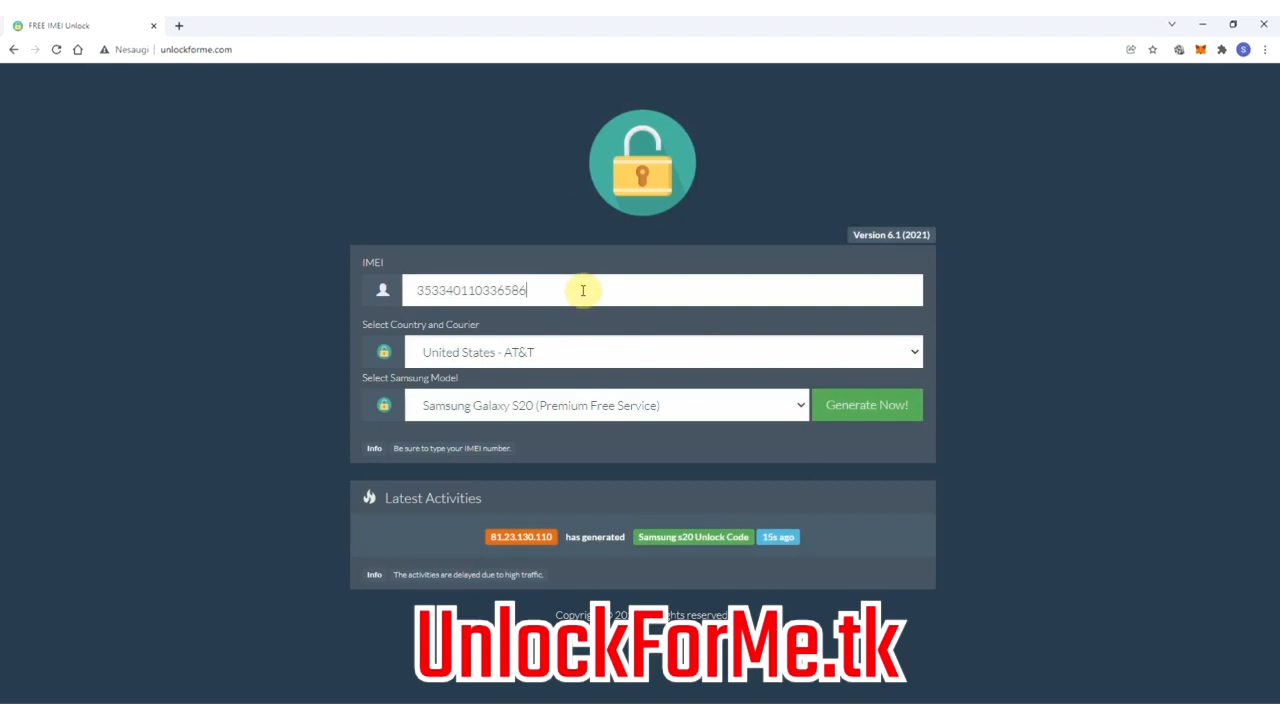 FREE IMEI Unlock
Nesaugi
unlockforme.com
S
Version 6.1 (2021)
IMEI
353340110336586
Select Country and Courier
United States - AT&T
Select Samsung Model
Samsung Galaxy S20 (Premium Free Service)
Generate Now!
Info Be sure to type your IMEI number.
Latest Activities
81.23.130.110 has generated Samsung s20 Unlock Code 15s ago
Info The activities are delayed due to high traffic.
reserved
UnlockForMe.tk